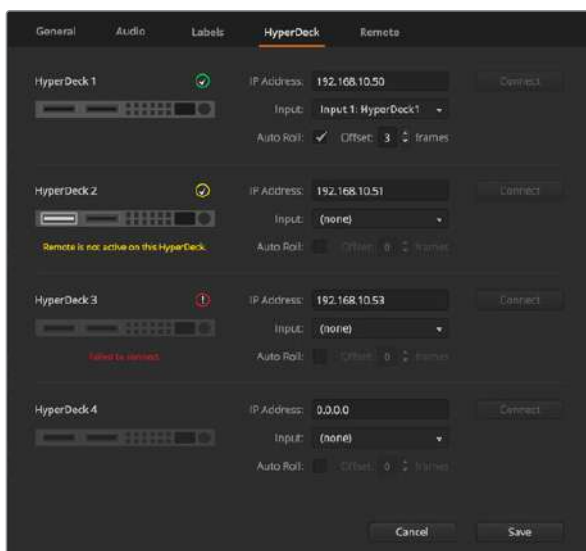 General Audio Labels HyperDeck Remote
HyperDeck 1 IP Address: 192.168.10.50 Connect
Input: Input 1: HyperDeck1
Auto Roll: Offset: 3 frames
HyperDeck 2 IP Address: 192.168.10.51 Connect
Input: (none)
Remote is not active on this HyperDeck. Auto Roll: Offset: 0 frames
HyperDeck 3 IP Address: 192.168.10.53 Connect
Input: (none)
Failed to connect. Auto Roll: Offset: 0 frames
HyperDeck 4 IP Address: 0.0.0.0 Connect
Input: (none)
Auto Roll: Offset: 0 frames
Cancel Save